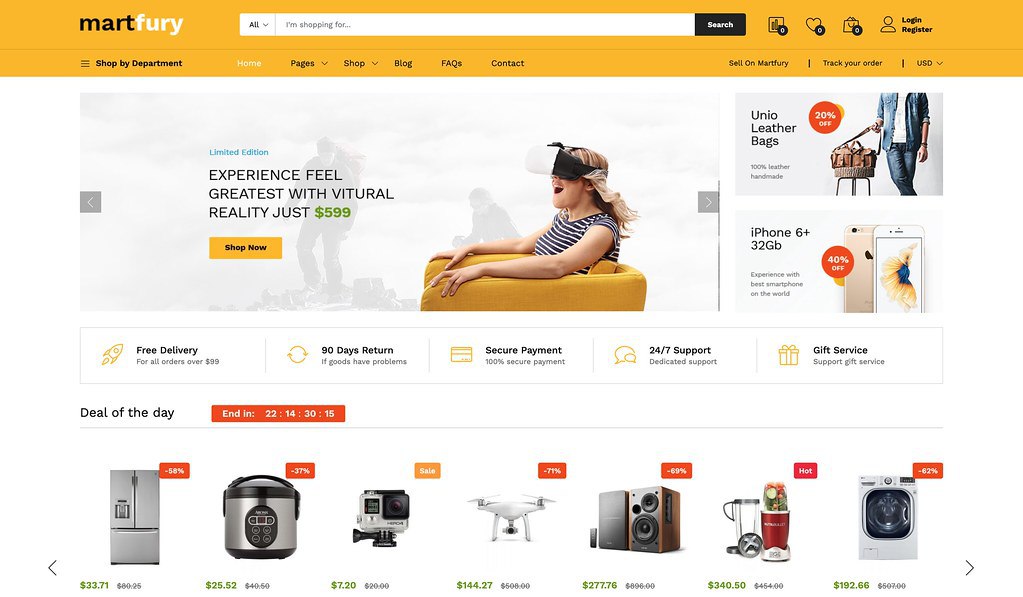 martfury
All
I'm shopping for...
Search
0
0
0
Login
Register
Shop by Department
Home
Pages
Shop
Blog
FAQs
Contact
Sell On Martfury
Track your order
USD
Limited Edition
EXPERIENCE FEEL
GREATEST WITH VITURAL
REALITY JUST $599
Shop Now
Unio
Leather
Bags
100% leather
handmade
20%
OFF
iPhone 6+
32Gb
Experience with
best smartphone
on the world
40%
OFF
Free Delivery
For all orders over $99
90 Days Return
If goods have problems
Secure Payment
100% secure payment
24/7 Support
Dedicated support
Gift Service
Support gift service
Deal of the day
End in: 22 : 14 : 30 : 15
-58%
-37%
Sale
-71%
-69%
Hot
-62%
HERO4
$33.71 $80.25
$25.52 $40.50
$7.20 $20.00
$144.27 $508.00
$277.76 $896.00
$340.50 $454.00
$192.66 $507.00